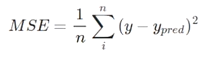 MSE = \frac{1}{n} \sum_{i}^{n} (y - y_{pred})^2